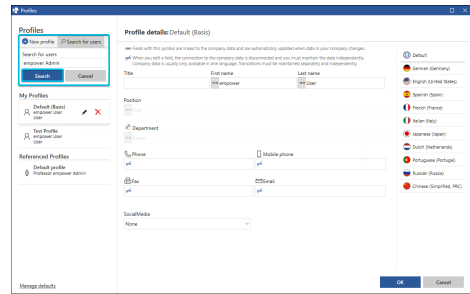 Profiles
Profiles
New profile
Search for users
Search for users
empower Admin
Search
Cancel
My Profiles
Default (Basis)
empower User
User
Test Profile
empower User
User
Referenced Profiles
Default profile
Professor empower Admin
Manage defaults
Profile details: Default (Basis)
Fields with this symbol are linked to the company data and are automatically updated when data in your company changes.
When you edit a field, the connection to the company data is disconnected and you must maintain the data independently.
Company data is usually only available in one language. Translations must be maintained separately and independently.
Title
First name
Last name
empower
User
Position
User
Department
Phone
Mobile phone
Fax
Email
SocialMedia
None
Default
German (Germany)
English (United States)
Spanish (Spain)
French (France)
Italian (Italy)
Japanese (Japan)
Dutch (Netherlands)
Portuguese (Portugal)
Russian (Russia)
Chinese (Simplified, PRC)
OK
Cancel